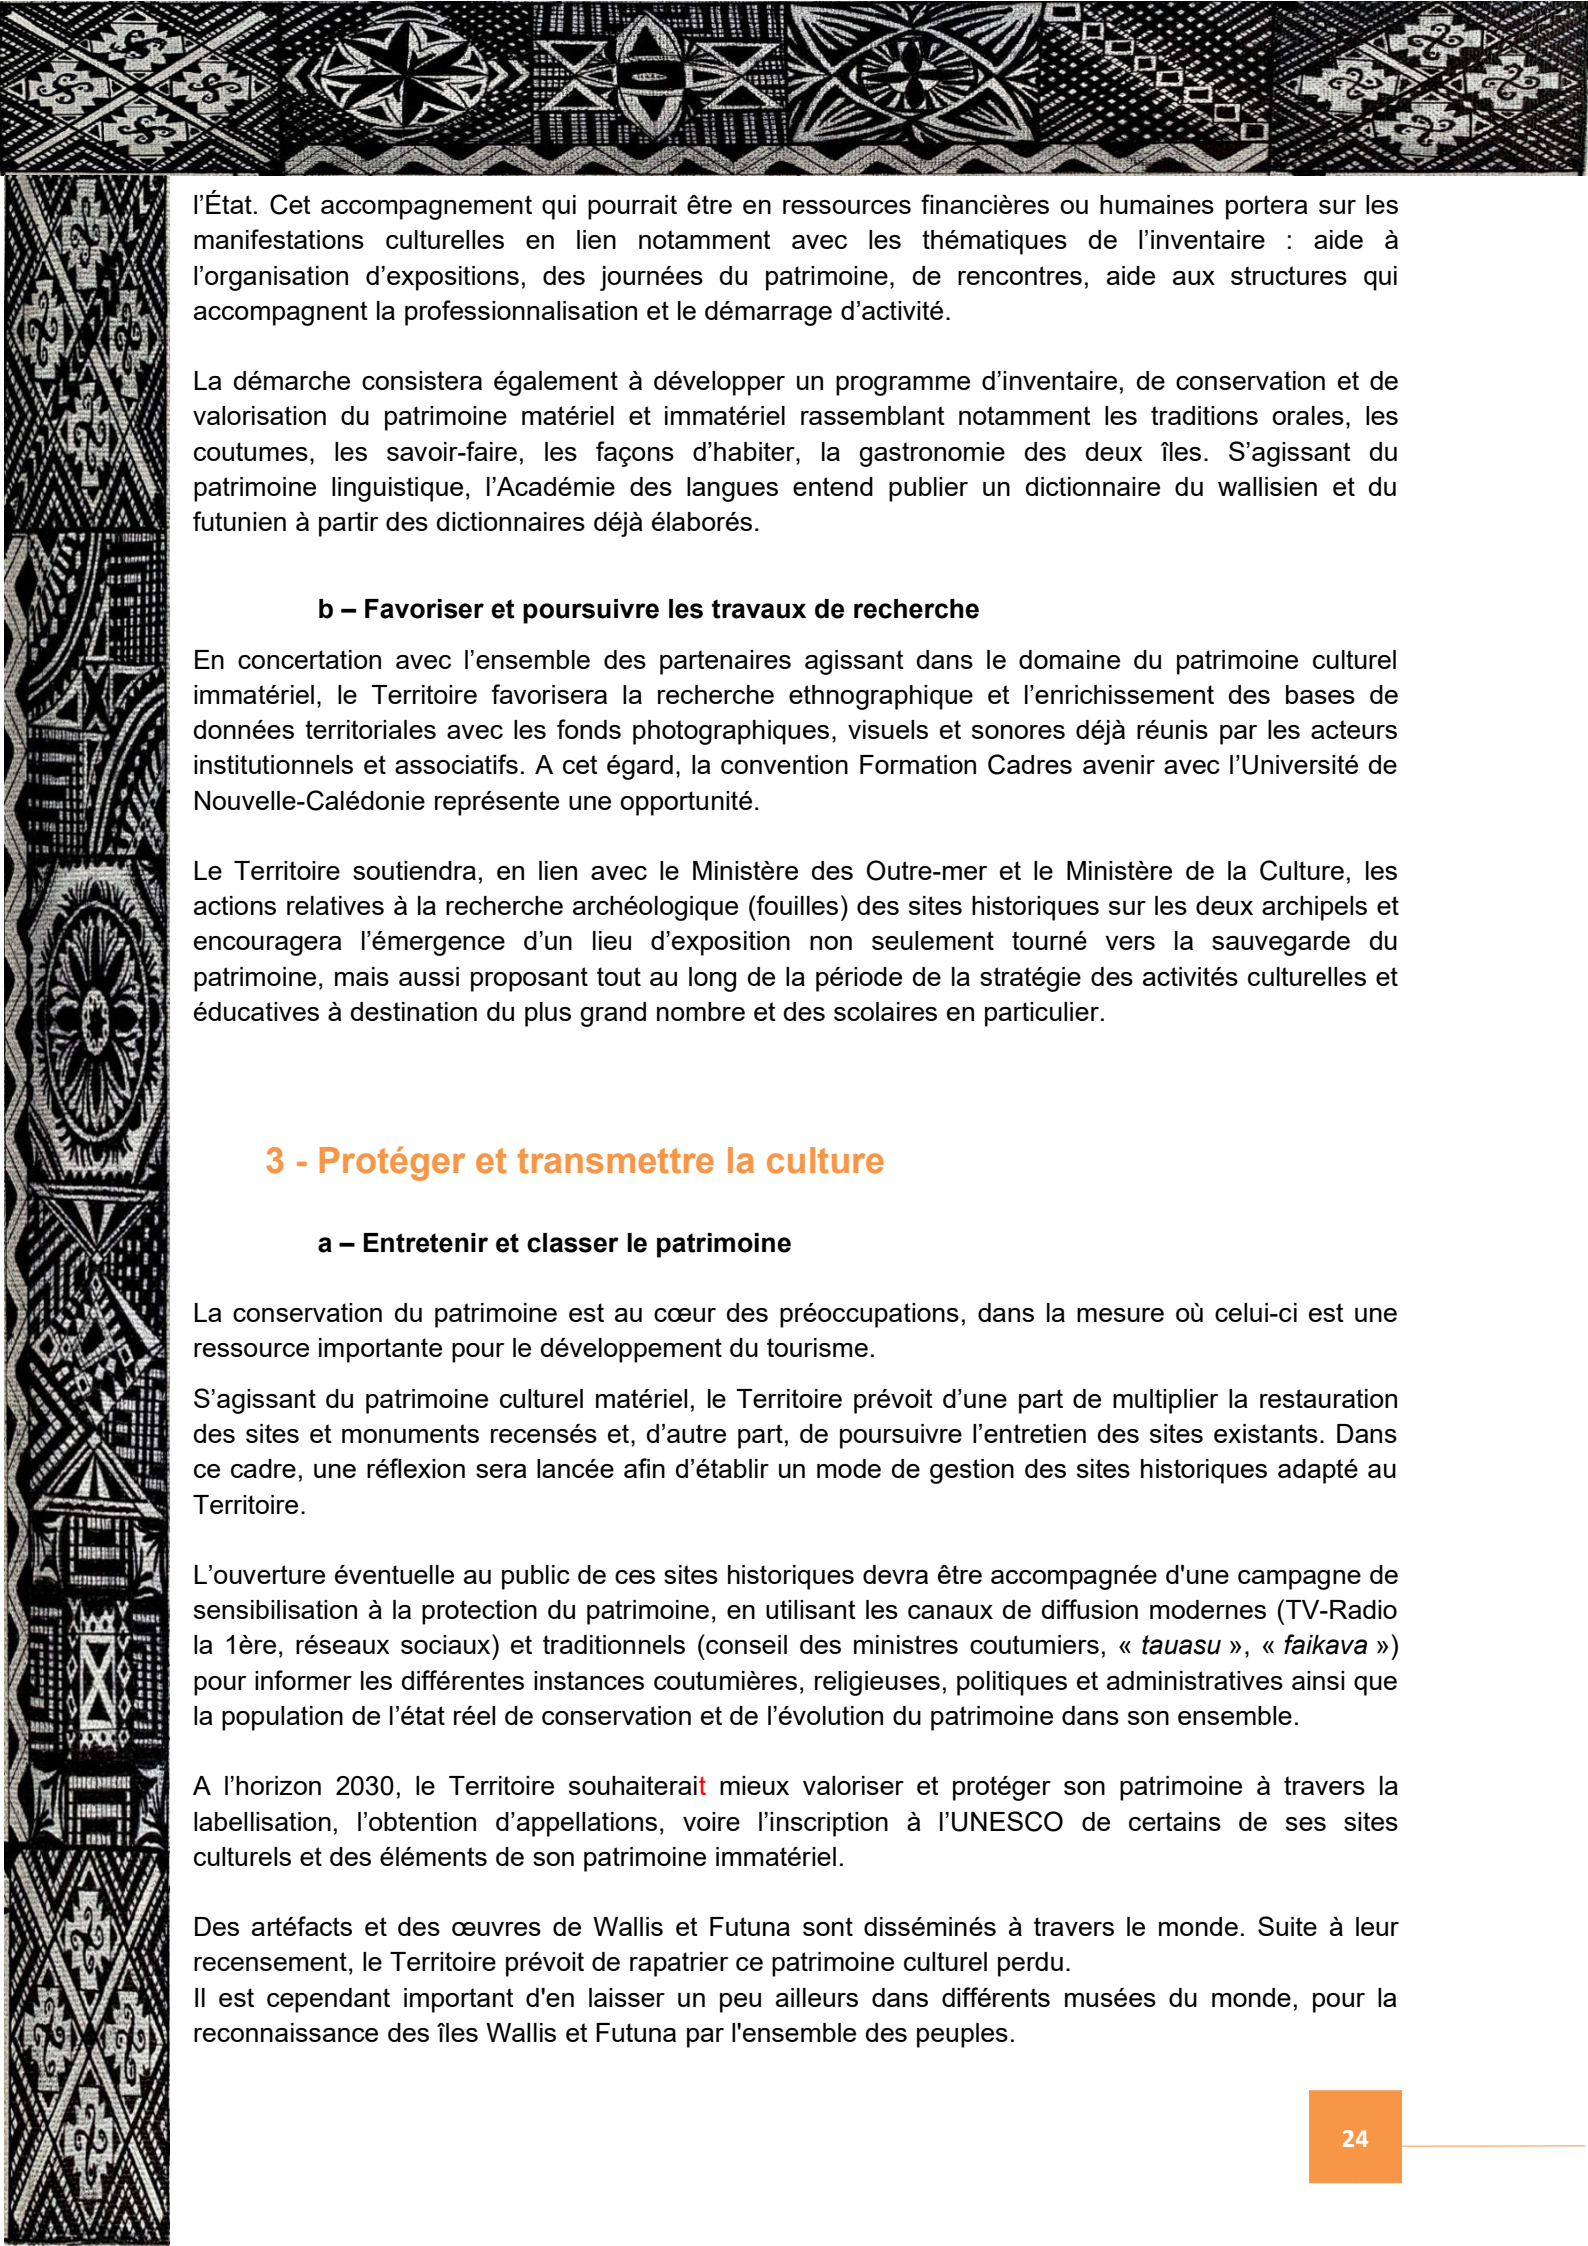 l’État. Cet accompagnement qui pourrait être en ressources financières ou humaines portera sur les
manifestations culturelles en lien notamment avec les thématiques de l’inventaire : aide à
l’organisation d’expositions, des journées du patrimoine, de rencontres, aide aux structures qui
accompagnent la professionnalisation et le démarrage d’activité.
La démarche consistera également à développer un programme d’inventaire, de conservation et de
valorisation du patrimoine matériel et immatériel rassemblant notamment les traditions orales, les
coutumes, les savoir-faire, les façons d’habiter, la gastronomie des deux îles. S’agissant du
patrimoine linguistique, l’Académie des langues entend publier un dictionnaire du wallisien et du
futunien à partir des dictionnaires déjà élaborés.
b – Favoriser et poursuivre les travaux de recherche
En concertation avec l’ensemble des partenaires agissant dans le domaine du patrimoine culturel
immatériel, le Territoire favorisera la recherche ethnographique et l’enrichissement des bases de
données territoriales avec les fonds photographiques, visuels et sonores déjà réunis par les acteurs
institutionnels et associatifs. A cet égard, la convention Formation Cadres avenir avec l’Université de
Nouvelle-Calédonie représente une opportunité.
Le Territoire soutiendra, en lien avec le Ministère des Outre-mer et le Ministère de la Culture, les
actions relatives à la recherche archéologique (fouilles) des sites historiques sur les deux archipels et
encouragera l’émergence d’un lieu d’exposition non seulement tourné vers la sauvegarde du
patrimoine, mais aussi proposant tout au long de la période de la stratégie des activités culturelles et
éducatives à destination du plus grand nombre et des scolaires en particulier.
3 - Protéger et transmettre la culture
a – Entretenir et classer le patrimoine
La conservation du patrimoine est au cœur des préoccupations, dans la mesure où celui-ci est une
ressource importante pour le développement du tourisme.
S’agissant du patrimoine culturel matériel, le Territoire prévoit d’une part de multiplier la restauration
des sites et monuments recensés et, d’autre part, de poursuivre l’entretien des sites existants. Dans
ce cadre, une réflexion sera lancée afin d’établir un mode de gestion des sites historiques adapté au
Territoire.
L’ouverture éventuelle au public de ces sites historiques devra être accompagnée d'une campagne de
sensibilisation à la protection du patrimoine, en utilisant les canaux de diffusion modernes (TV-Radio
la 1ère, réseaux sociaux) et traditionnels (conseil des ministres coutumiers, « tauasu », « faikava »)
pour informer les différentes instances coutumières, religieuses, politiques et administratives ainsi que
la population de l’état réel de conservation et de l’évolution du patrimoine dans son ensemble.
A l’horizon 2030, le Territoire souhaiterait mieux valoriser et protéger son patrimoine à travers la
labellisation, l’obtention d’appellations, voire l’inscription à l’UNESCO de certains de ses sites
culturels et des éléments de son patrimoine immatériel.
Des artéfacts et des œuvres de Wallis et Futuna sont disséminés à travers le monde. Suite à leur
recensement, le Territoire prévoit de rapatrier ce patrimoine culturel perdu.
Il est cependant important d'en laisser un peu ailleurs dans différents musées du monde, pour la
reconnaissance des îles Wallis et Futuna par l'ensemble des peuples.
24